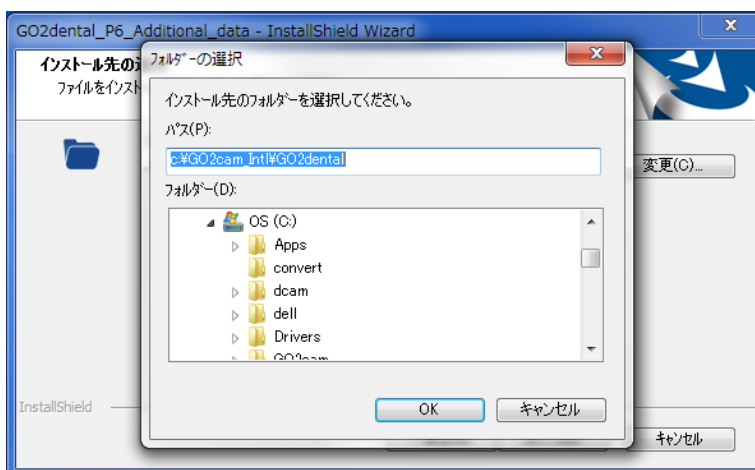 GO2dental_P6_Additional_data - InstallShield Wizard
インストール先の
ファイルをインスト
フォルダーの選択
インストール先のフォルダーを選択してください。
パス(P):
c:¥GO2cam_Intl¥GO2dental
変更(C)...
フォルダー(D):
OS (C:)
Apps
convert
dcam
dell
Drivers
GO2cam
InstallShield
OK
キャンセル
キャンセル